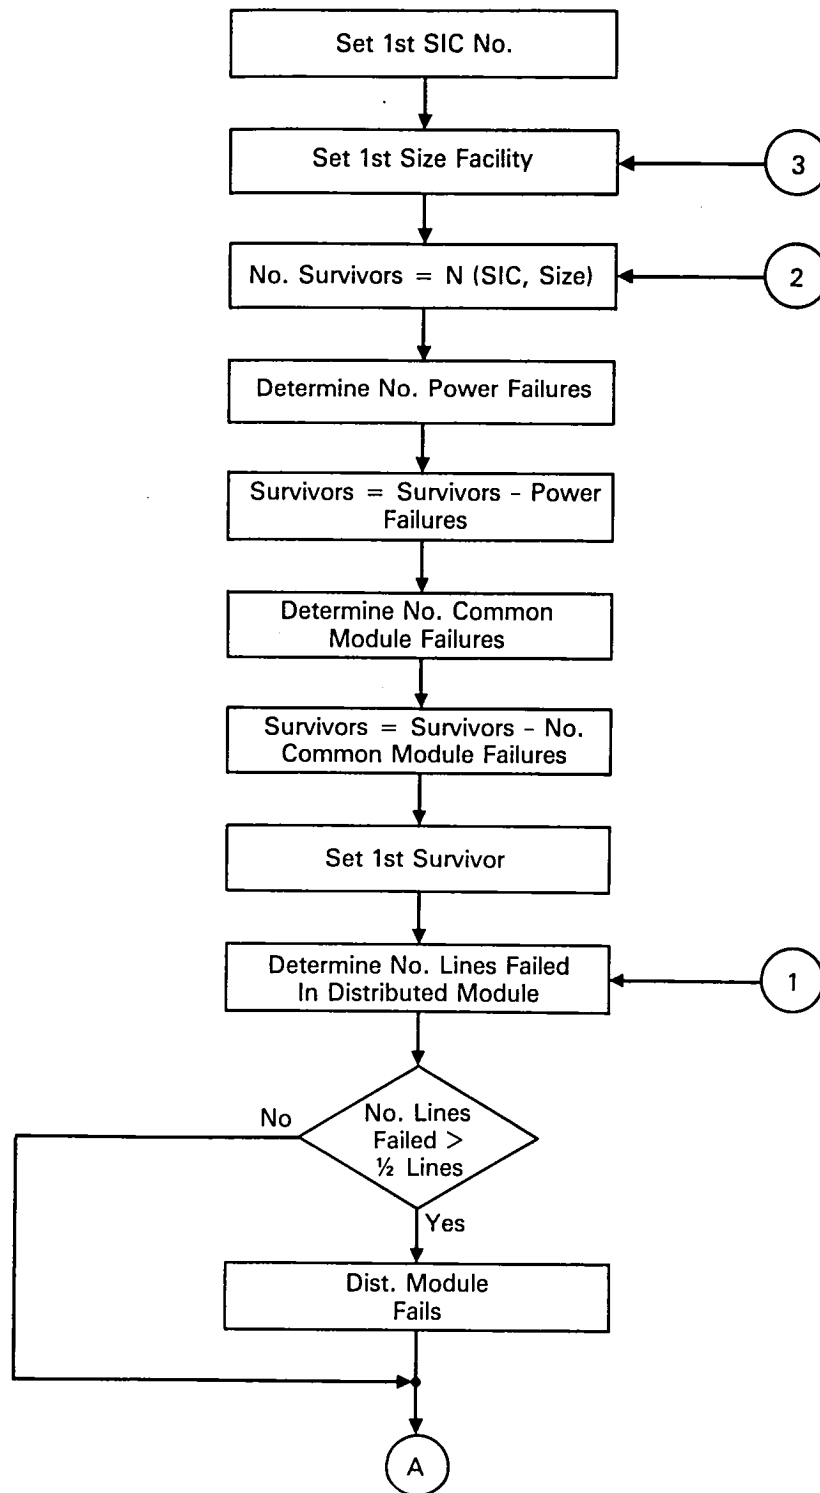 Set 1st SIC No.
Set 1st Size Facility
3
No. Survivors = N (SIC, Size)
2
Determine No. Power Failures
Survivors = Survivors - Power
Failures
Determine No. Common
Module Failures
Survivors = Survivors - No.
Common Module Failures
Set 1st Survivor
Determine No. Lines Failed
In Distributed Module
1
No. Lines
Failed >
½ Lines
No
Yes
Dist. Module
Fails
A